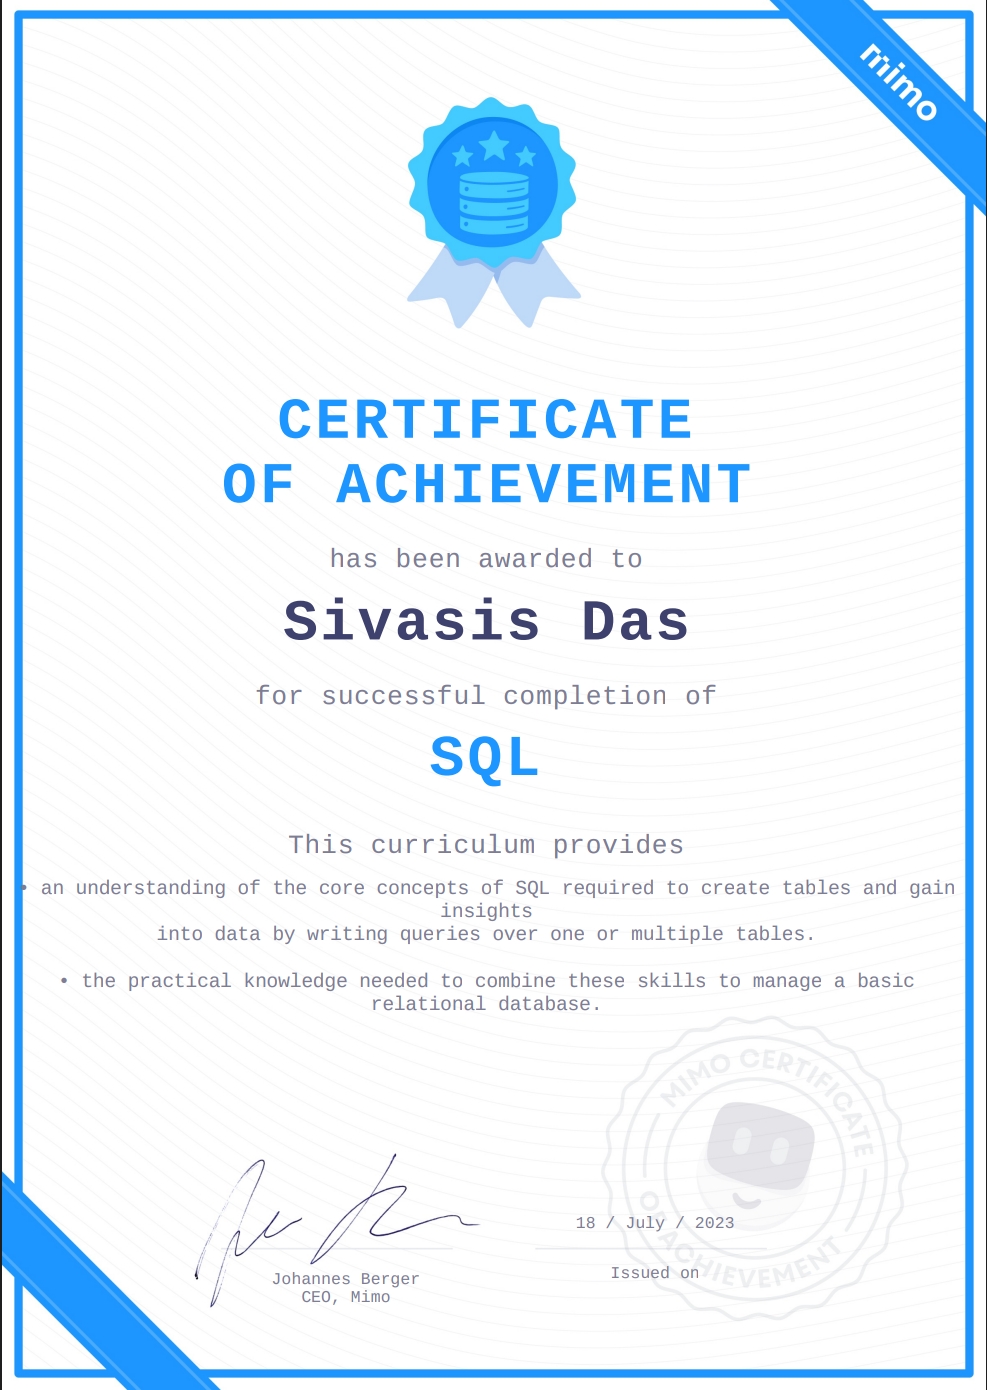 mimo
CERTIFICATE
OF ACHIEVEMENT
has been awarded to
Sivasis Das
for successful completion of
SQL
This curriculum provides
• an understanding of the core concepts of SQL required to create tables and gain
insights
into data by writing queries over one or multiple tables.
• the practical knowledge needed to combine these skills to manage a basic
relational database.
MIMO CERTIFICATE
OF ACHIEVEMENT
18 / July / 2023
Issued on
Johannes Berger
CEO, Mimo